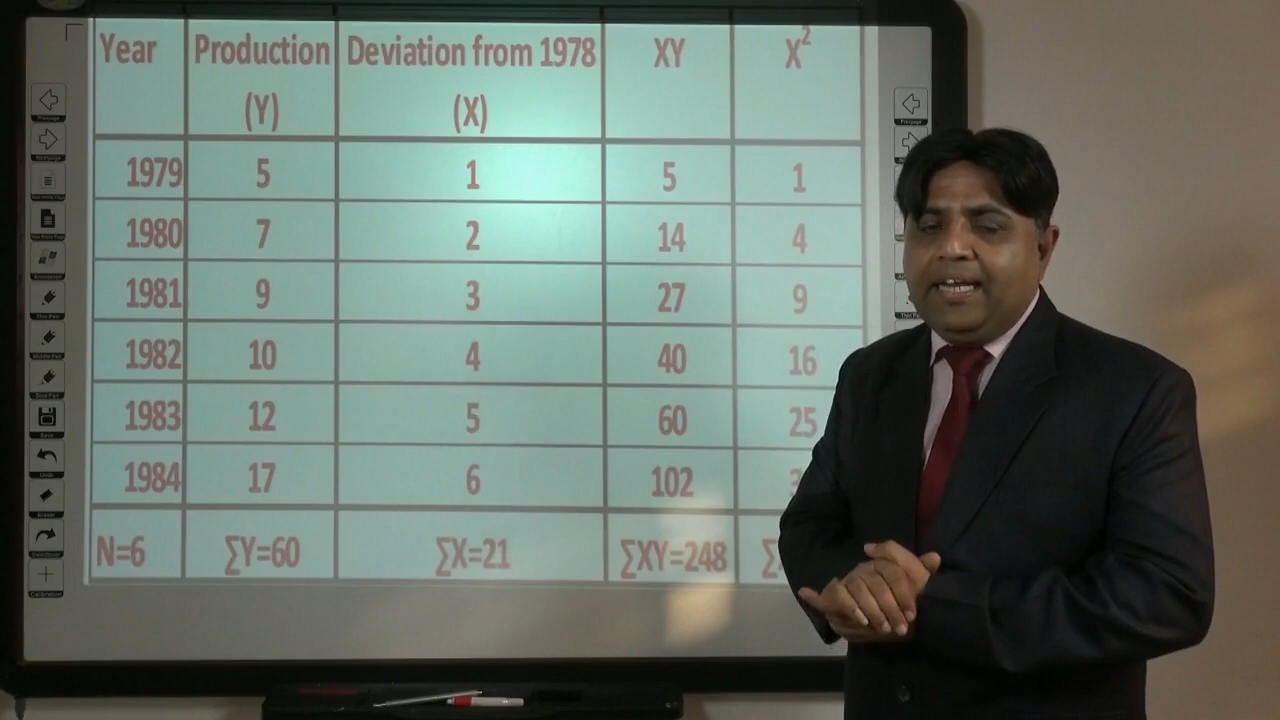 Year Production Deviation from 1978 XY X²
(Y) (X)
1979 5 1 5 1
1980 7 2 14 4
1981 9 3 27 9
1982 10 4 40 16
1983 12 5 60 25
1984 17 6 102 3
N=6 ∑Y=60 ∑X=21 ∑XY=248 ∑